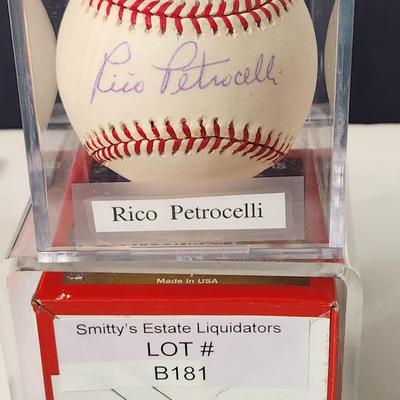 Rico Petrocelli
Rico Petrocelli
Made in USA
Smitty's Estate Liquidators
LOT #
B181